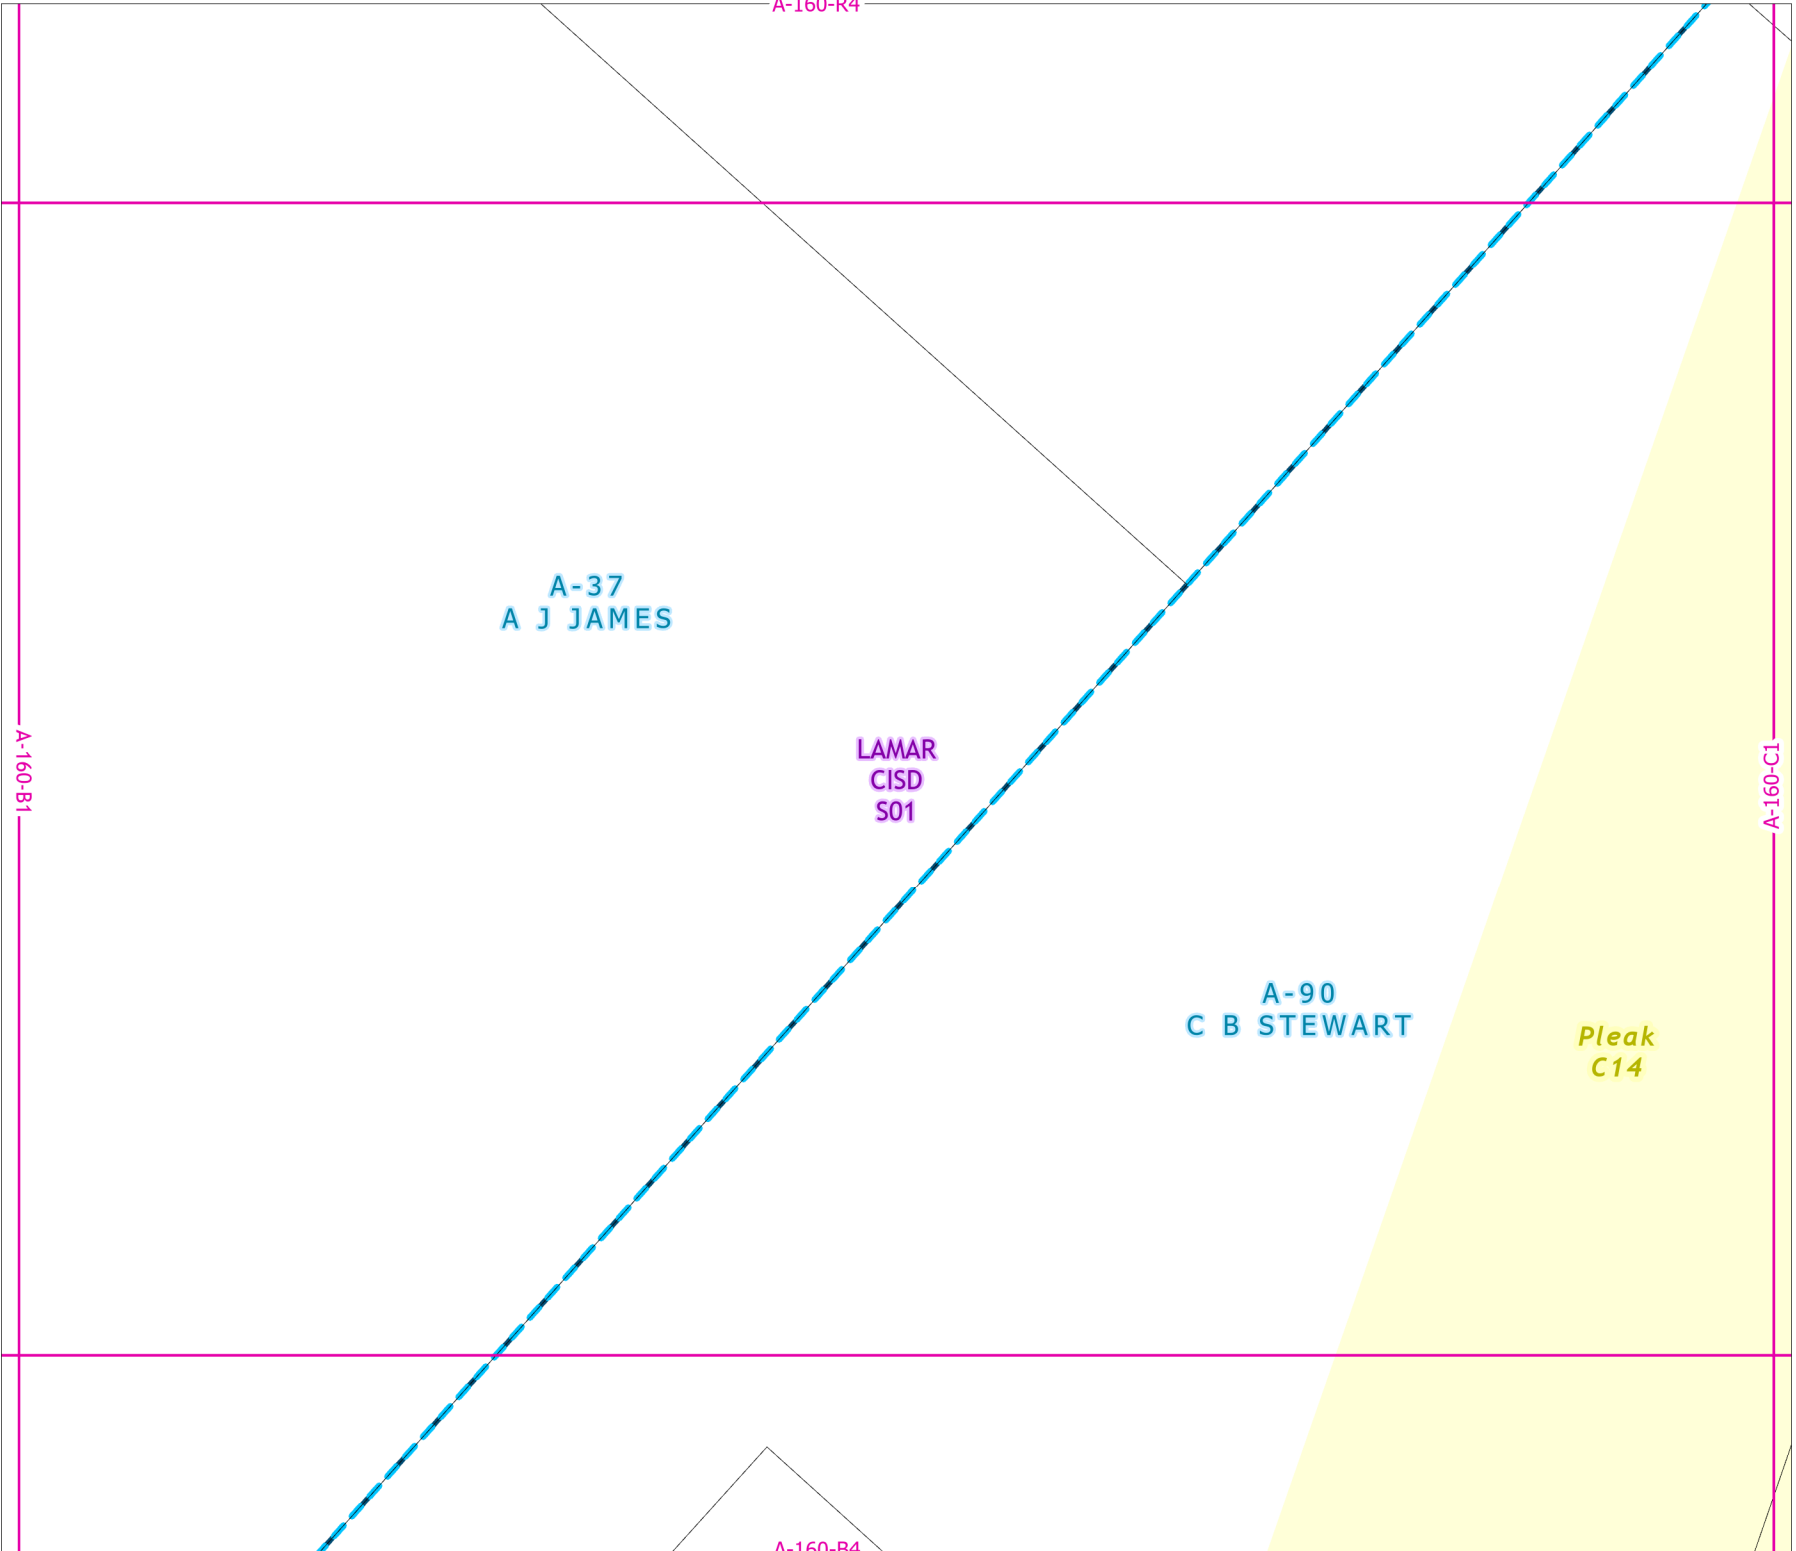 A-160-R4
A-37
A J JAMES
LAMAR
CISD
S01
A-160-B1
A-160-C1
A-90
C B STEWART
Pleak
C14
A-160-B4